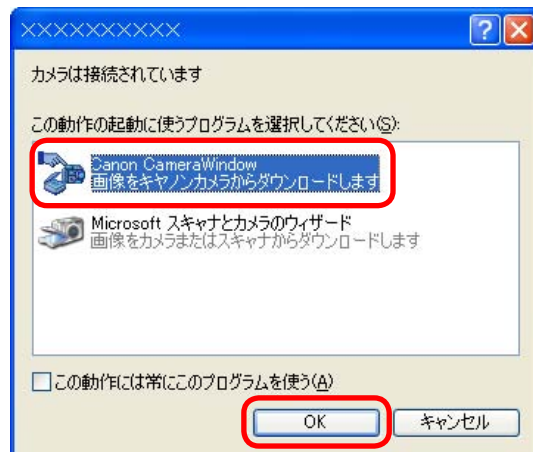 ××××××××××
カメラは接続されています
この動作の起動に使うプログラムを選択してください(S):
Canon CameraWindow
画像をキヤノンカメラからダウンロードします
Microsoft スキャナとカメラのウィザード
画像をカメラまたはスキャナからダウンロードします
この動作には常にこのプログラムを使う(A)
OK キャンセル